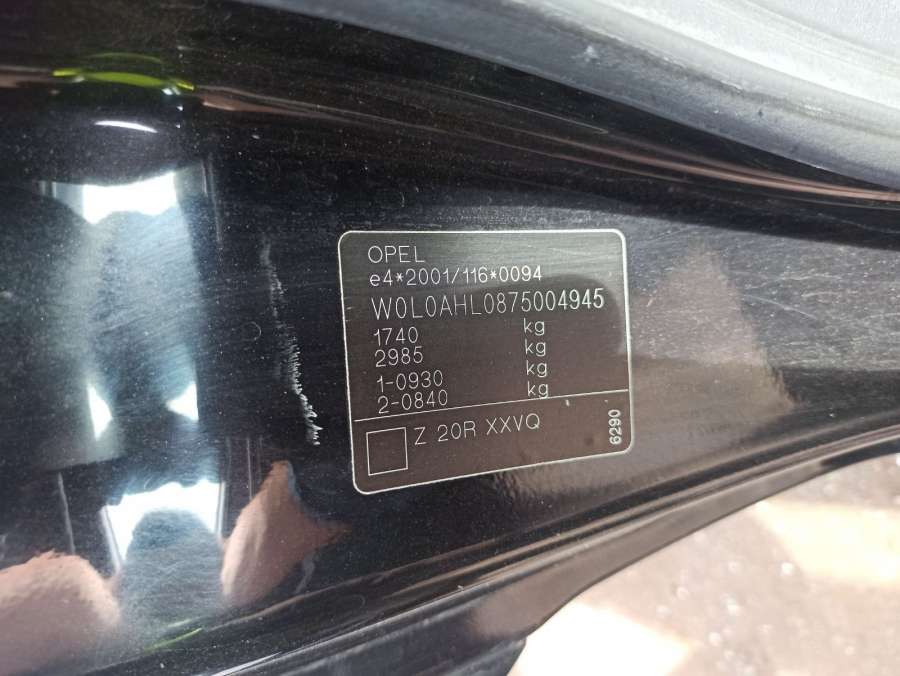 OPEL
e4*2001/116*0094
W0L0AHL0875004945
1740 kg
2985 kg
1-0930 kg
2-0840 kg
Z 20R XXVQ
6290